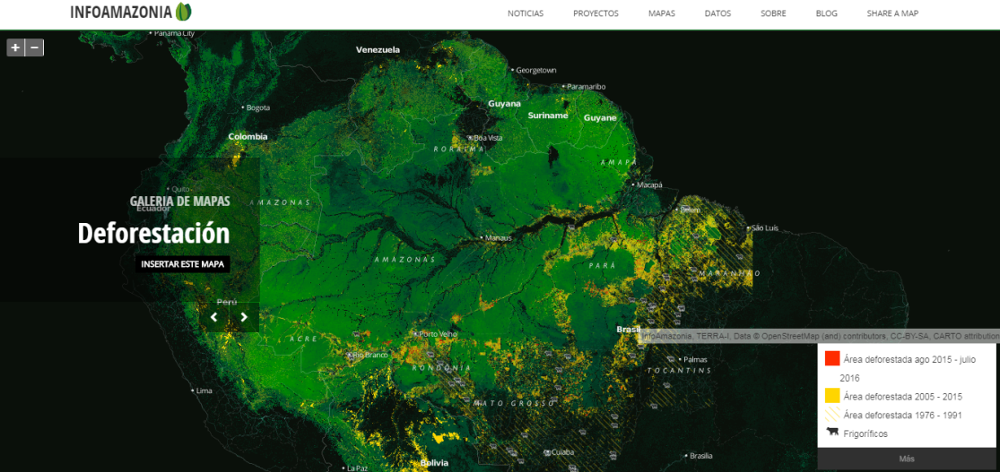 INFOAMAZONIA
NOTICIAS PROYECTOS MAPAS DATOS SOBRE BLOG SHARE A MAP
+ −
Panama City
Venezuela
Georgetown
Paramaribo
Guyana
Suriname
Guyane
Bogota
Colombia
Boa Vista
RORAIMA
AMAPÁ
Macapá
Quito
Ecuador
GALERIA DE MAPAS
AMAZONAS
Belém
São Luís
Deforestación
Manaus
INSERTAR ESTE MAPA
AMAZONAS
PARÁ
MARANHÃO
Perú
Brasil
Porto Velho
InfoAmazonia, TERRA-I, Data © OpenStreetMap (and) contributors, CC-BY-SA, CARTO attribution
ACRE
Rio Branco
RONDÔNIA
Palmas
TOCANTINS
Lima
MATO GROSSO
Cuiaba
Brasilia
Bolivia
La Paz
Área deforestada ago 2015 - julio
2016
Área deforestada 2005 - 2015
Área deforestada 1976 - 1991
Frigoríficos
Más